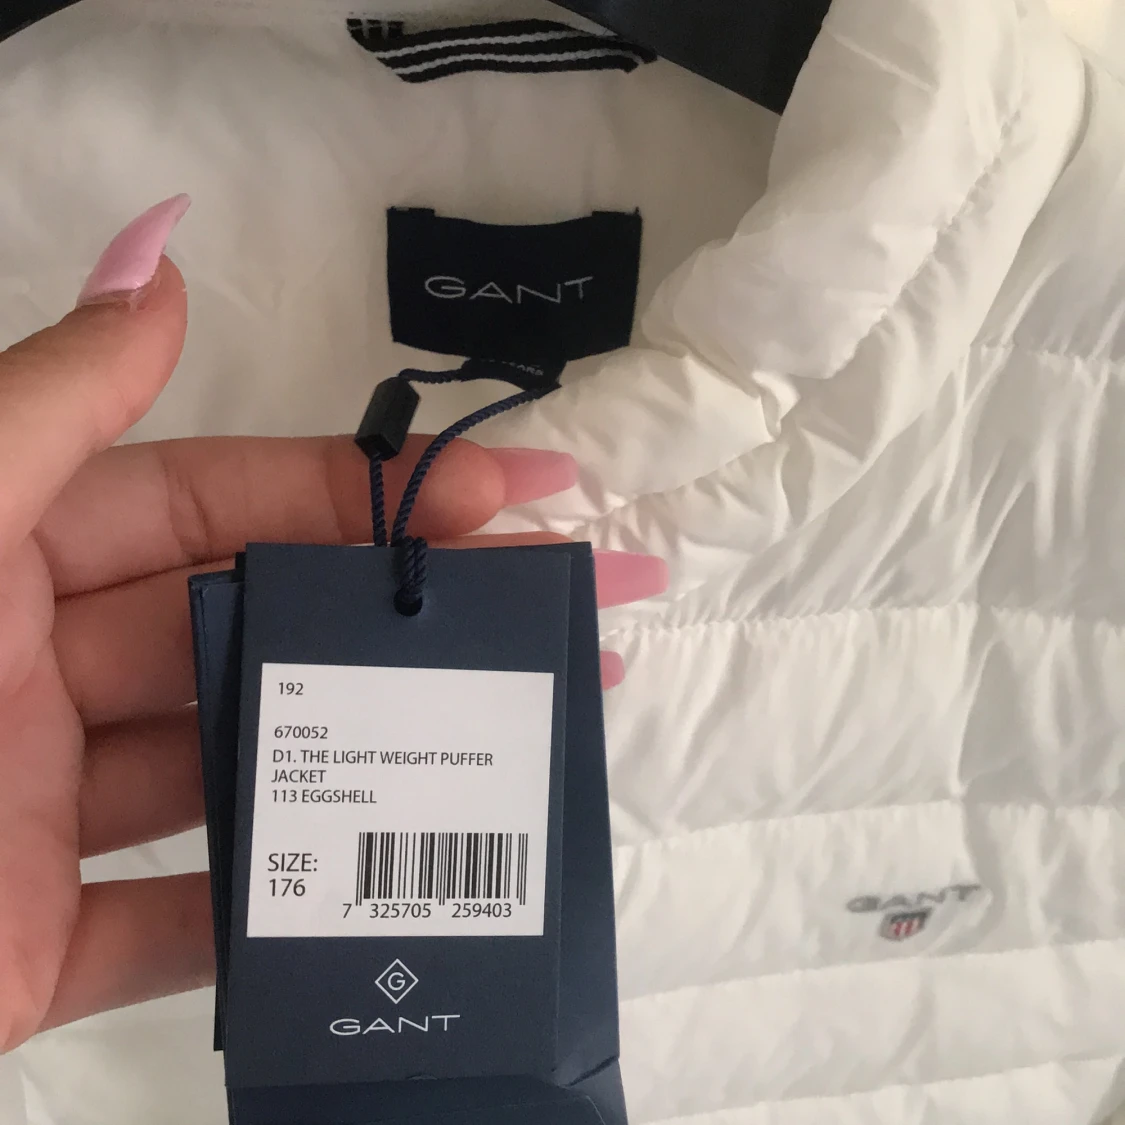 GANT
192
670052
D1. THE LIGHT WEIGHT PUFFER
JACKET
113 EGGSHELL
SIZE:
176
7 325705 259403
G
GANT
GANT